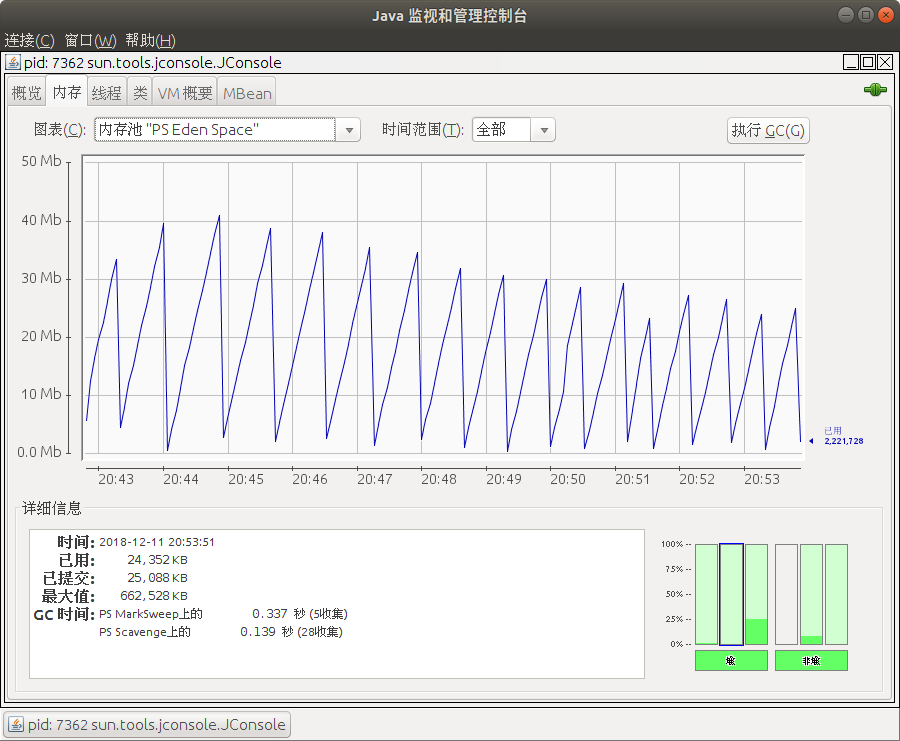 Java 监视和管理控制台
连接(C) 窗口(W) 帮助(H)
pid: 7362 sun.tools.jconsole.JConsole
概览 内存 线程 类 VM 概要 MBean
图表(C): 内存池 "PS Eden Space" 时间范围(T): 全部 执行 GC(G)
50 Mb
40 Mb
30 Mb
20 Mb
10 Mb
0.0 Mb
已用
2,221,728
20:43 20:44 20:45 20:46 20:47 20:48 20:49 20:50 20:51 20:52 20:53
详细信息
时间: 2018-12-11 20:53:51
已用: 24,352 KB
已提交: 25,088 KB
最大值: 662,528 KB
GC 时间: PS MarkSweep上的 0.337 秒 (5收集)
PS Scavenge上的 0.139 秒 (28收集)
100% --
75% --
50% --
25% --
0% --
堆 非堆
pid: 7362 sun.tools.jconsole.JConsole